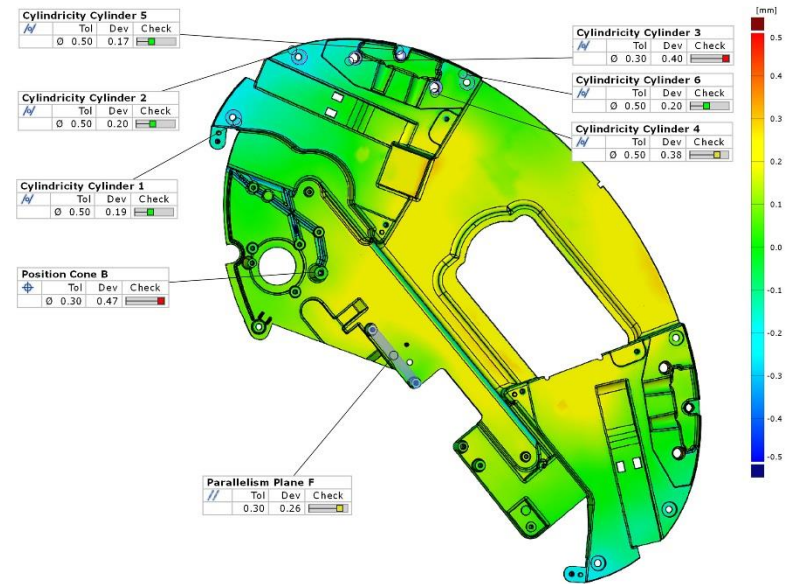 Cylindricity Cylinder 5
Tol Dev Check
Ø 0.50 0.17
Cylindricity Cylinder 2
Tol Dev Check
Ø 0.50 0.20
Cylindricity Cylinder 1
Tol Dev Check
Ø 0.50 0.19
Position Cone B
Tol Dev Check
Ø 0.30 0.47
Parallelism Plane F
Tol Dev Check
0.30 0.26
Cylindricity Cylinder 3
Tol Dev Check
Ø 0.30 0.40
Cylindricity Cylinder 6
Tol Dev Check
Ø 0.50 0.20
Cylindricity Cylinder 4
Tol Dev Check
Ø 0.50 0.38
[mm]
0.5
0.4
0.3
0.2
0.1
0.0
-0.1
-0.2
-0.3
-0.4
-0.5